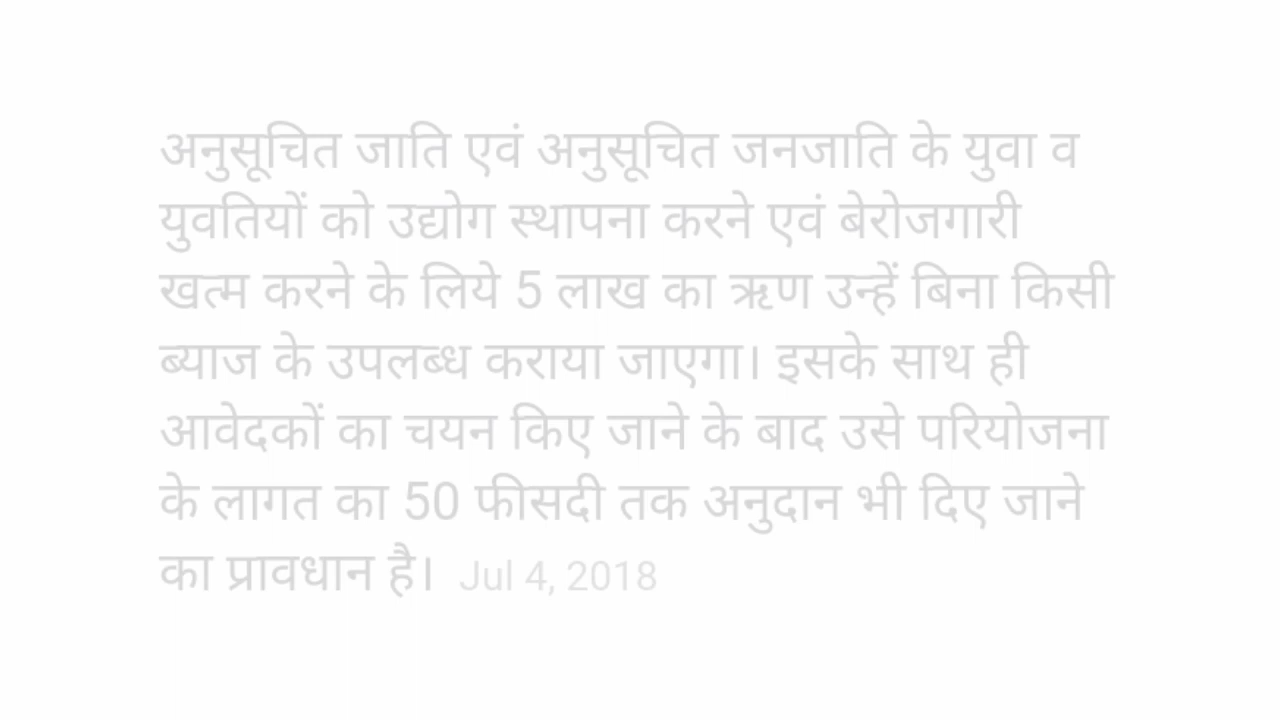 अनुसूचित जाति एवं अनुसूचित जनजाति के युवा व
युवतियों को उद्योग स्थापना करने एवं बेरोजगारी
खत्म करने के लिये 5 लाख का ऋण उन्हें बिना किसी
ब्याज के उपलब्ध कराया जाएगा। इसके साथ ही
आवेदकों का चयन किए जाने के बाद उसे परियोजना
के लागत का 50 फीसदी तक अनुदान भी दिए जाने
का प्रावधान है। Jul 4, 2018